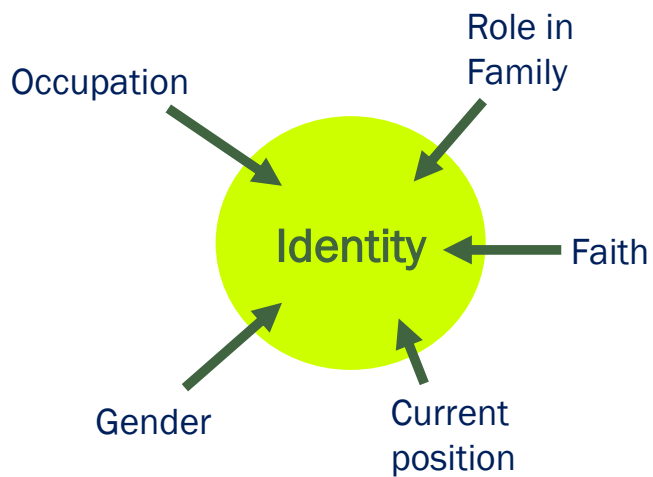 Role in
Family
Occupation
Identity
Faith
Gender
Current
position